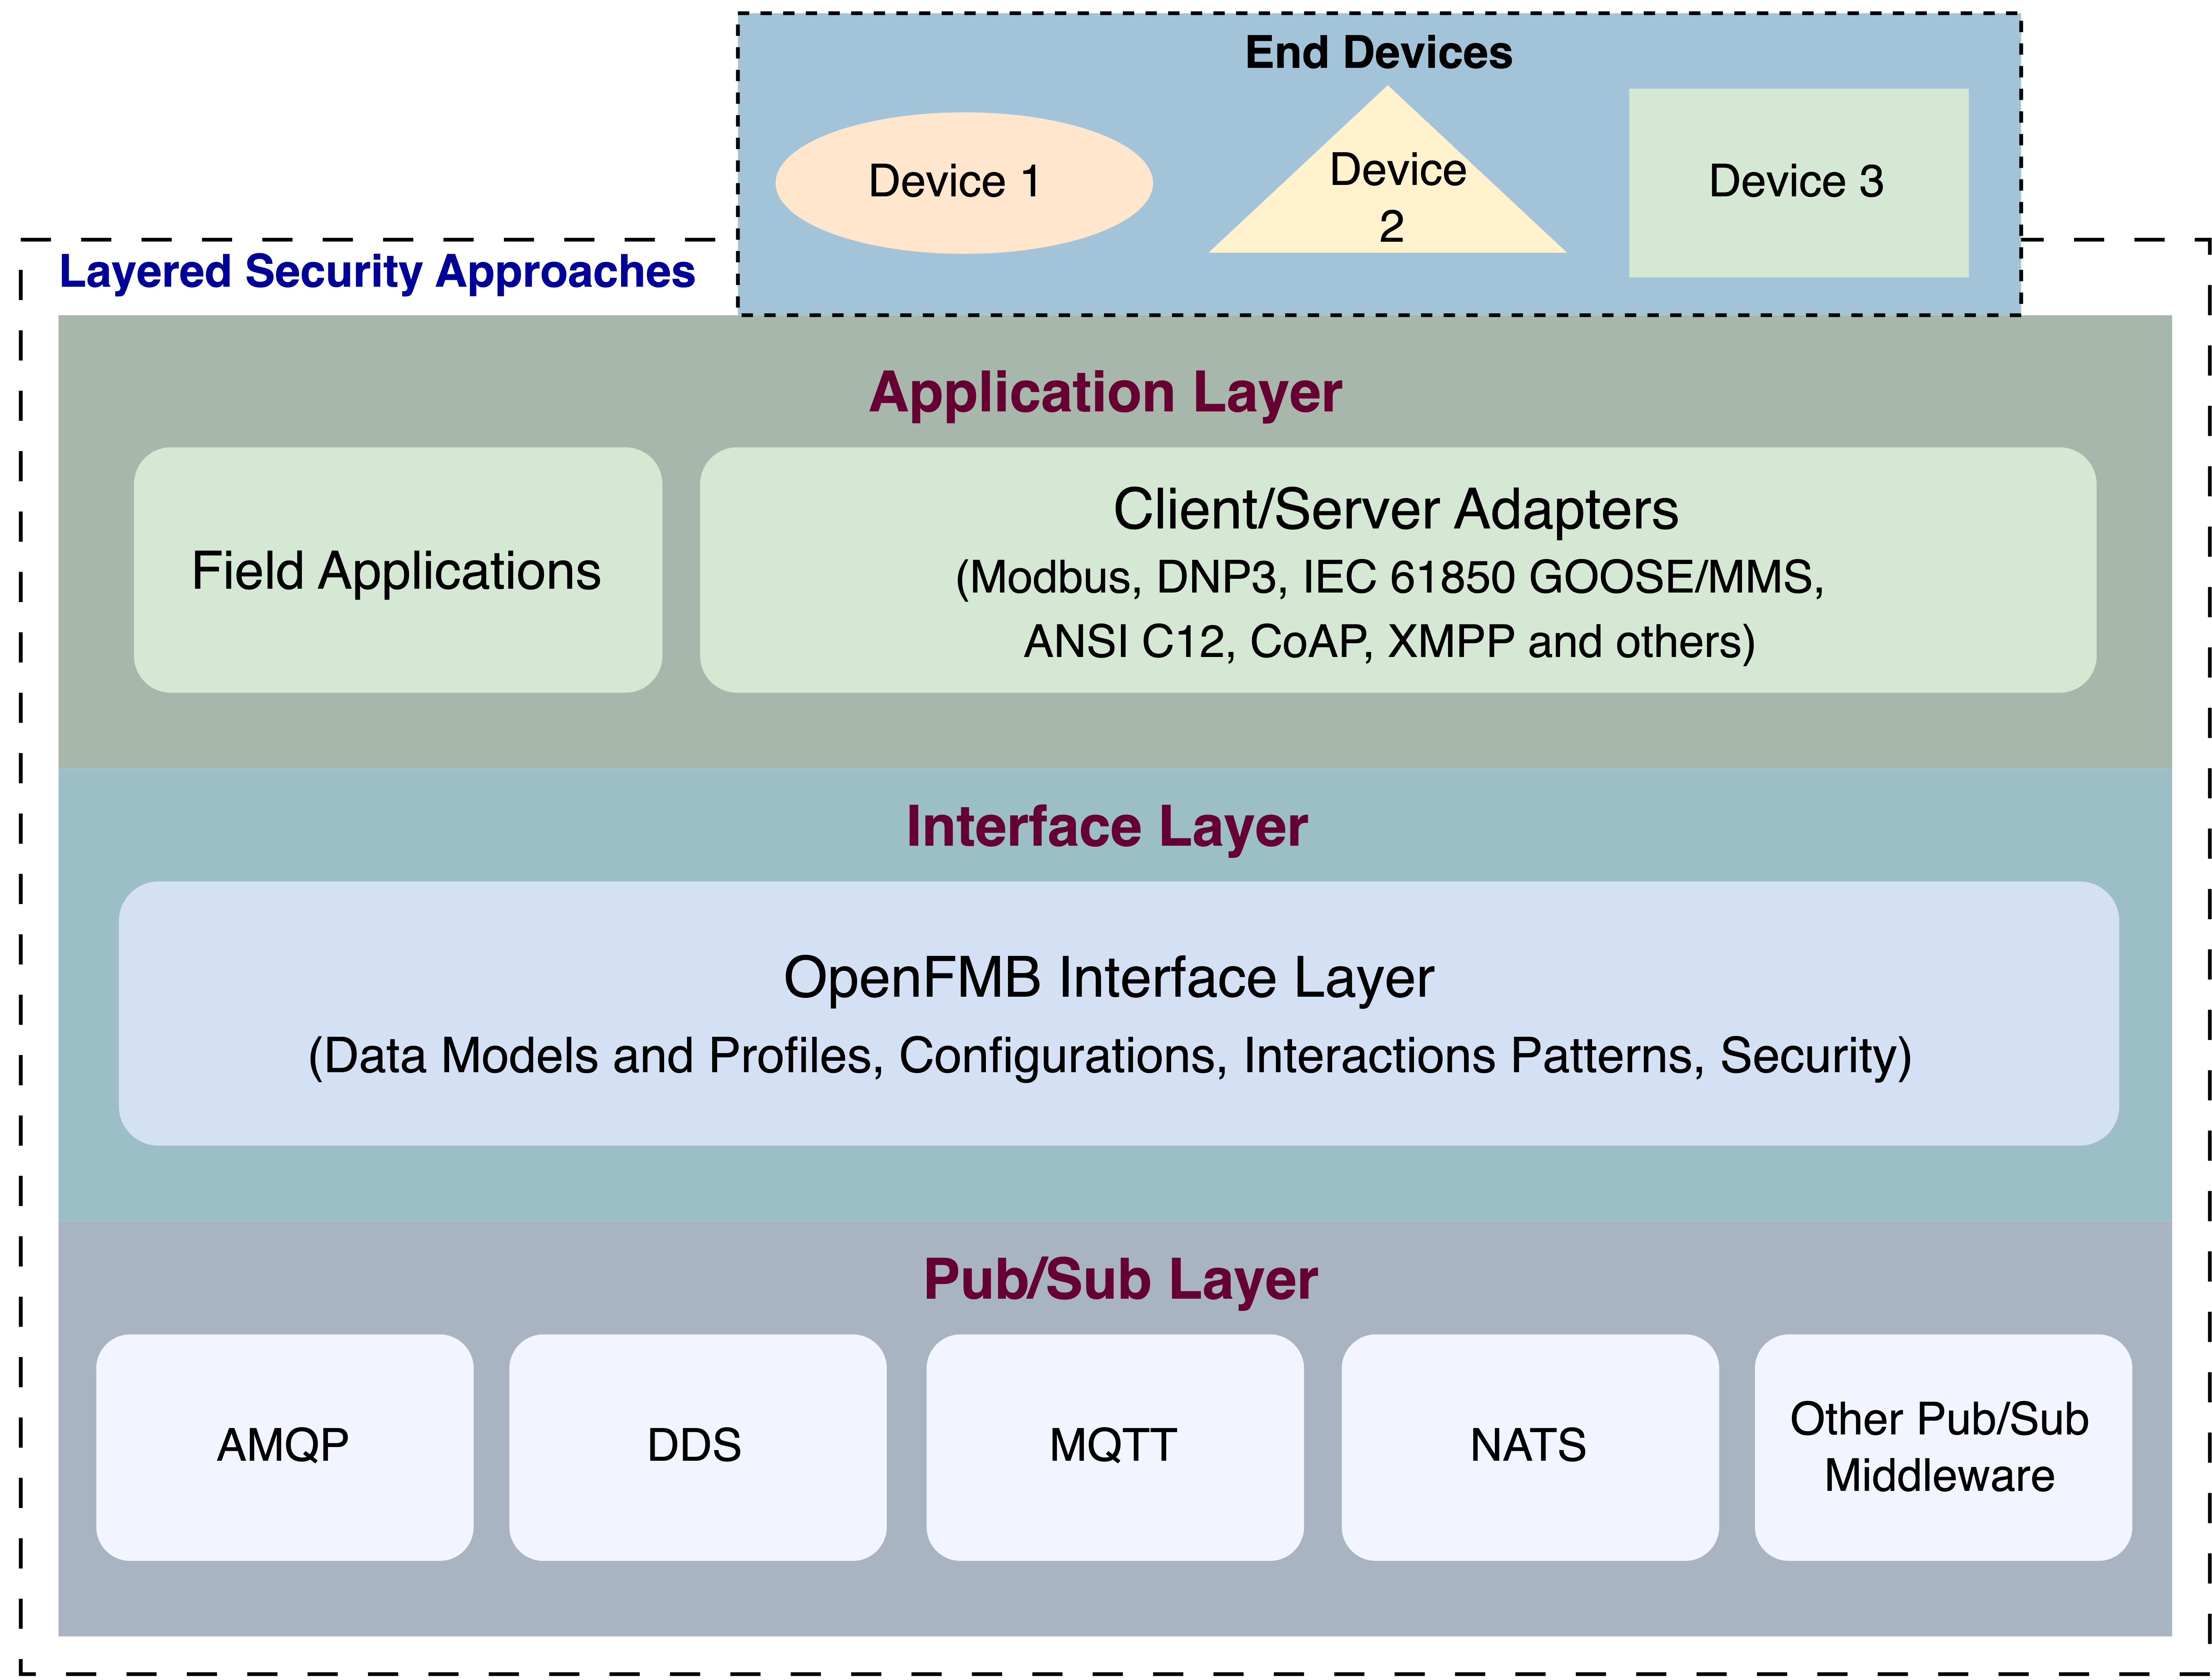 End Devices
Device 1
Device
2
Device 3
Layered Security Approaches
Application Layer
Field Applications
Client/Server Adapters
(Modbus, DNP3, IEC 61850 GOOSE/MMS,
ANSI C12, CoAP, XMPP and others)
Interface Layer
OpenFMB Interface Layer
(Data Models and Profiles, Configurations, Interactions Patterns, Security)
Pub/Sub Layer
AMQP
DDS
MQTT
NATS
Other Pub/Sub
Middleware